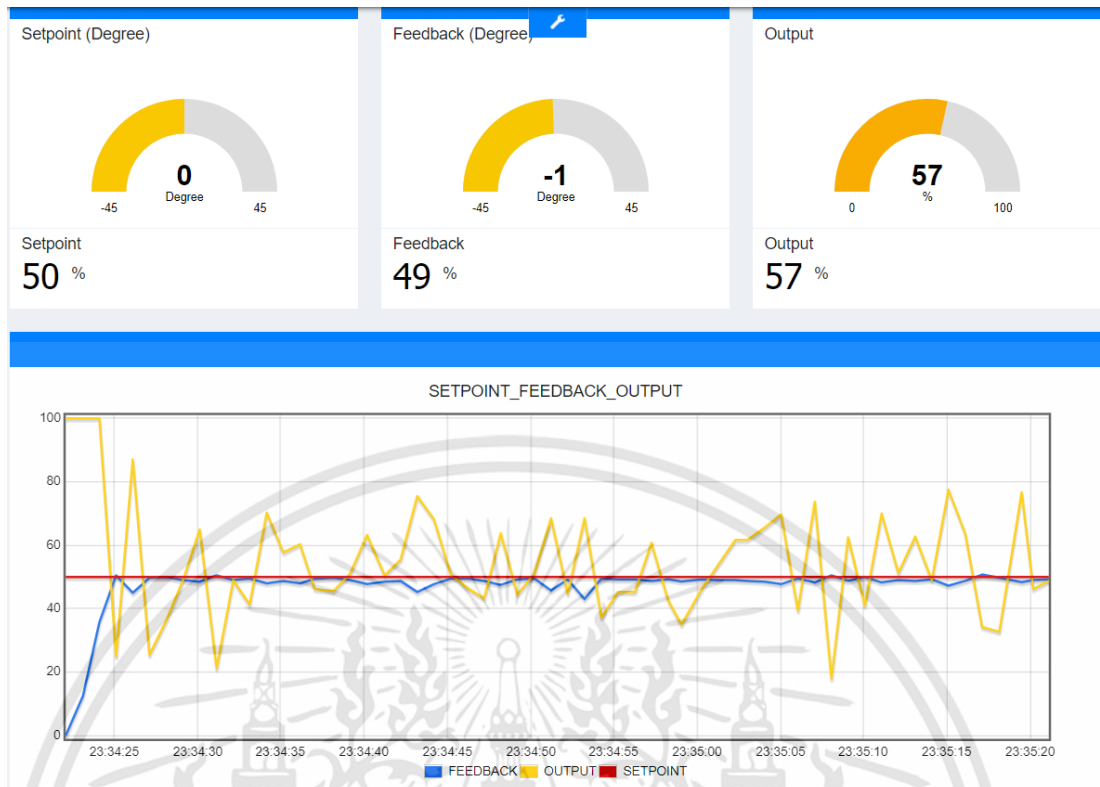 Setpoint (Degree)
0
Degree
-45 45
Setpoint
50 %
Feedback (Degree
-1
Degree
-45 45
Feedback
49 %
Output
57
%
0 100
Output
57 %
SETPOINT_FEEDBACK_OUTPUT
100
80
60
40
20
0
23:34:25 23:34:30 23:34:35 23:34:40 23:34:45 23:34:50 23:34:55 23:35:00 23:35:05 23:35:10 23:35:15 23:35:20
FEEDBACK OUTPUT SETPOINT